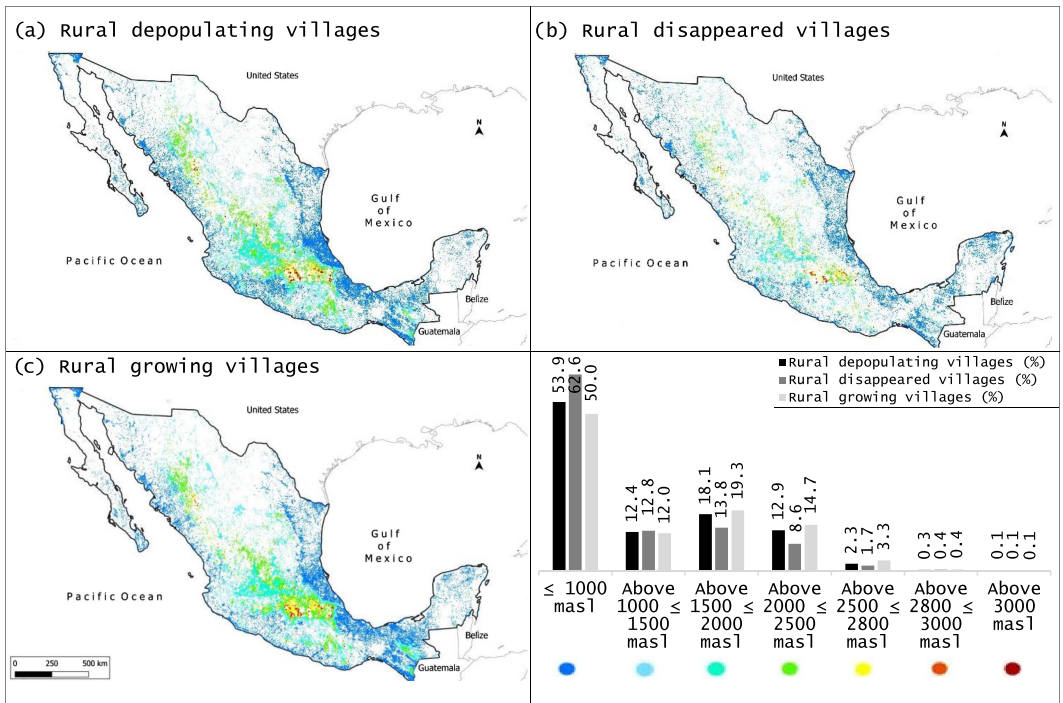 (a) Rural depopulating villages
United States
N
Gulf
of
Mexico
Pacific Ocean
Belize
Guatemala
(b) Rural disappeared villages
United States
N
Gulf
of
Mexico
Pacific Ocean
Belize
Guatemala
(c) Rural growing villages
United States
N
Gulf
of
Mexico
Pacific Ocean
Belize
Guatemala
0 250 500 km
Rural depopulating villages (%)
Rural disappeared villages (%)
Rural growing villages (%)
53.9 62.6 50.0
12.4 12.8 12.0
18.1 13.8 19.3
12.9 8.6 14.7
2.3 1.7 3.3
0.3 0.4 0.4
0.1 0.1 0.1
≤ 1000
masl
Above
1000 ≤
1500
masl
Above
1500 ≤
2000
masl
Above
2000 ≤
2500
masl
Above
2500 ≤
2800
masl
Above
2800 ≤
3000
masl
Above
3000
masl